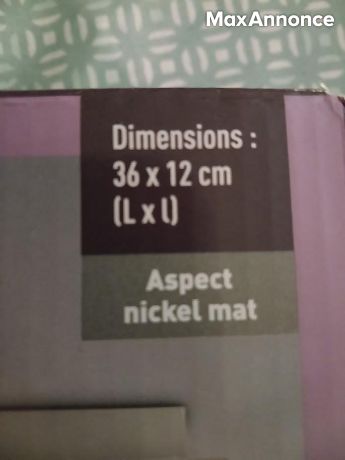 MaxAnnonce
Dimensions :
36 x 12 cm
(L x l)
Aspect
nickel mat